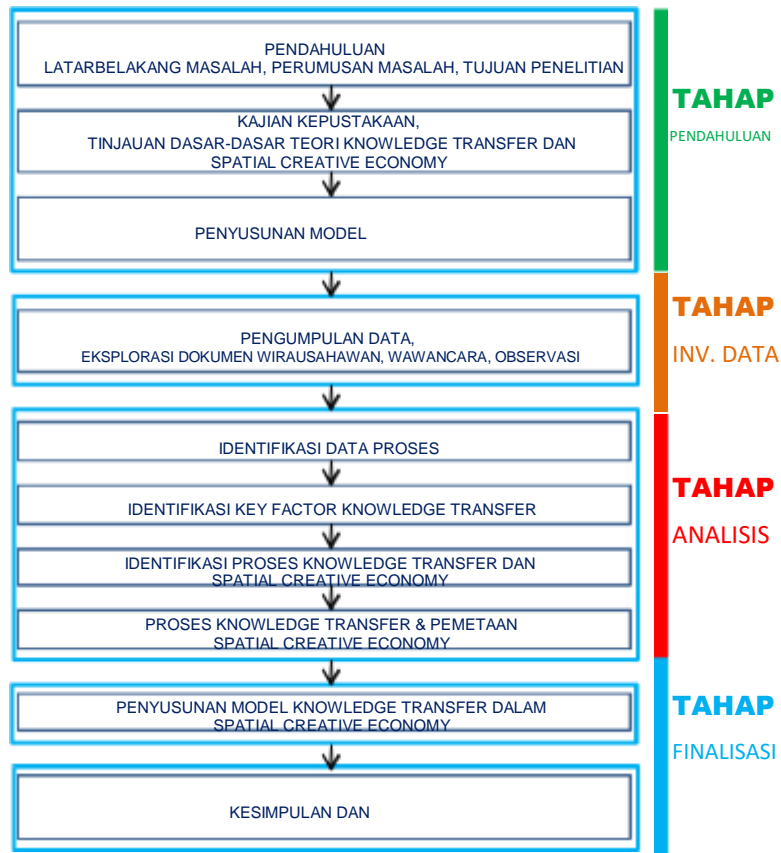 PENDAHULUAN
LATARBELAKANG MASALAH, PERUMUSAN MASALAH, TUJUAN PENELITIAN
KAJIAN KEPUSTAKAAN,
TINJAUAN DASAR-DASAR TEORI KNOWLEDGE TRANSFER DAN
SPATIAL CREATIVE ECONOMY
PENYUSUNAN MODEL
TAHAP
PENDAHULUAN
PENGUMPULAN DATA,
EKSPLORASI DOKUMEN WIRAUSAHAWAN, WAWANCARA, OBSERVASI
TAHAP
INV. DATA
IDENTIFIKASI DATA PROSES
IDENTIFIKASI KEY FACTOR KNOWLEDGE TRANSFER
IDENTIFIKASI PROSES KNOWLEDGE TRANSFER DAN
SPATIAL CREATIVE ECONOMY
PROSES KNOWLEDGE TRANSFER & PEMETAAN
SPATIAL CREATIVE ECONOMY
TAHAP
ANALISIS
PENYUSUNAN MODEL KNOWLEDGE TRANSFER DALAM
SPATIAL CREATIVE ECONOMY
KESIMPULAN DAN
TAHAP
FINALISASI